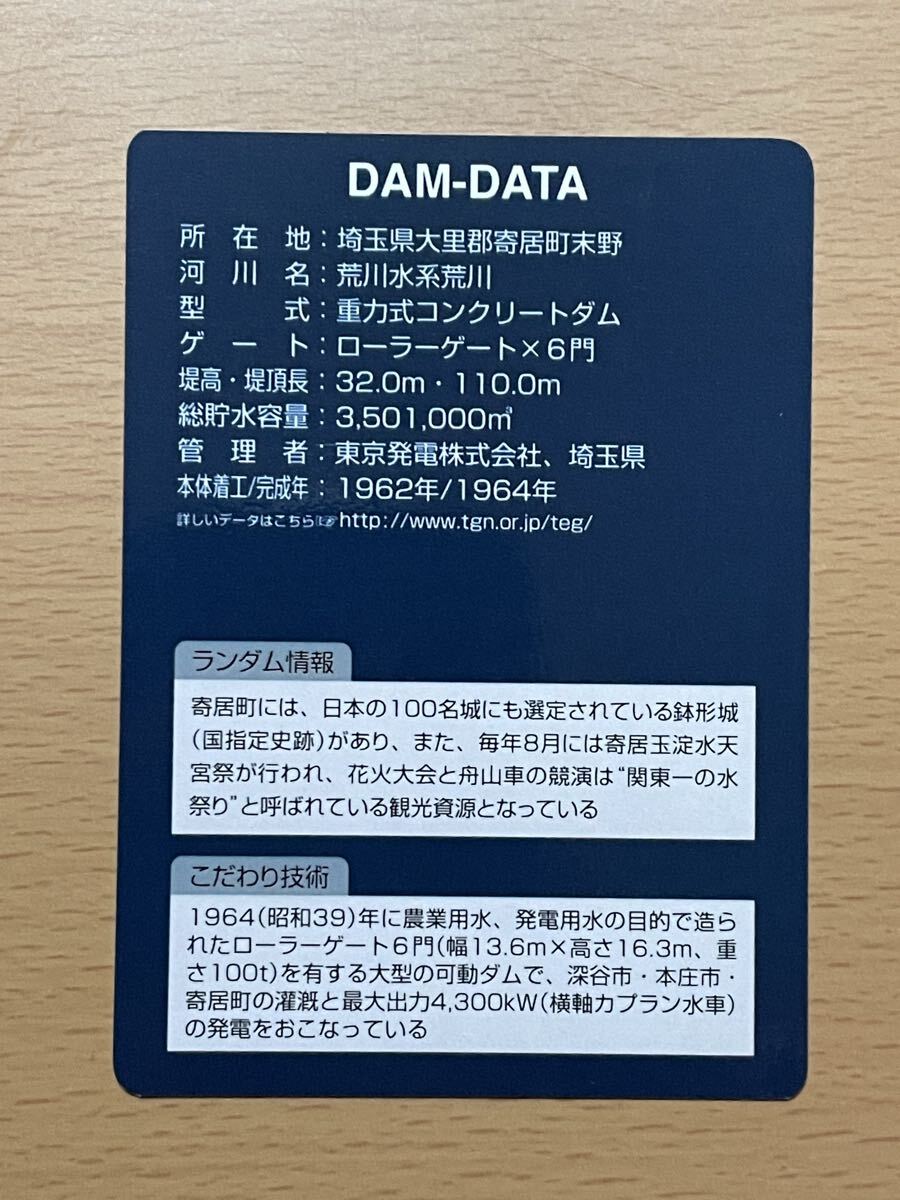 DAM-DATA
所在地：埼玉県大里郡寄居町末野
河川名：荒川水系荒川
型式：重力式コンクリートダム
ゲート：ローラーゲート×6門
堤高・堤頂長：32.0m・110.0m
総貯水容量：3,501,000㎥
管理者：東京発電株式会社、埼玉県
本体着工/完成年：1962年/1964年
詳しいデータはこちら☞http://www.tgn.or.jp/teg/
ランダム情報
寄居町には、日本の100名城にも選定されている鉢形城
（国指定史跡）があり、また、毎年8月には寄居玉淀水天
宮祭が行われ、花火大会と舟山車の競演は“関東一の水
祭り”と呼ばれている観光資源となっている
こだわり技術
1964（昭和39）年に農業用水、発電用水の目的で造ら
れたローラーゲート6門（幅13.6m×高さ16.3m、重
さ100t）を有する大型の可動ダムで、深谷市・本庄市・
寄居町の灌漑と最大出力4,300kW（横軸カプラン水車）
の発電をおこなっている